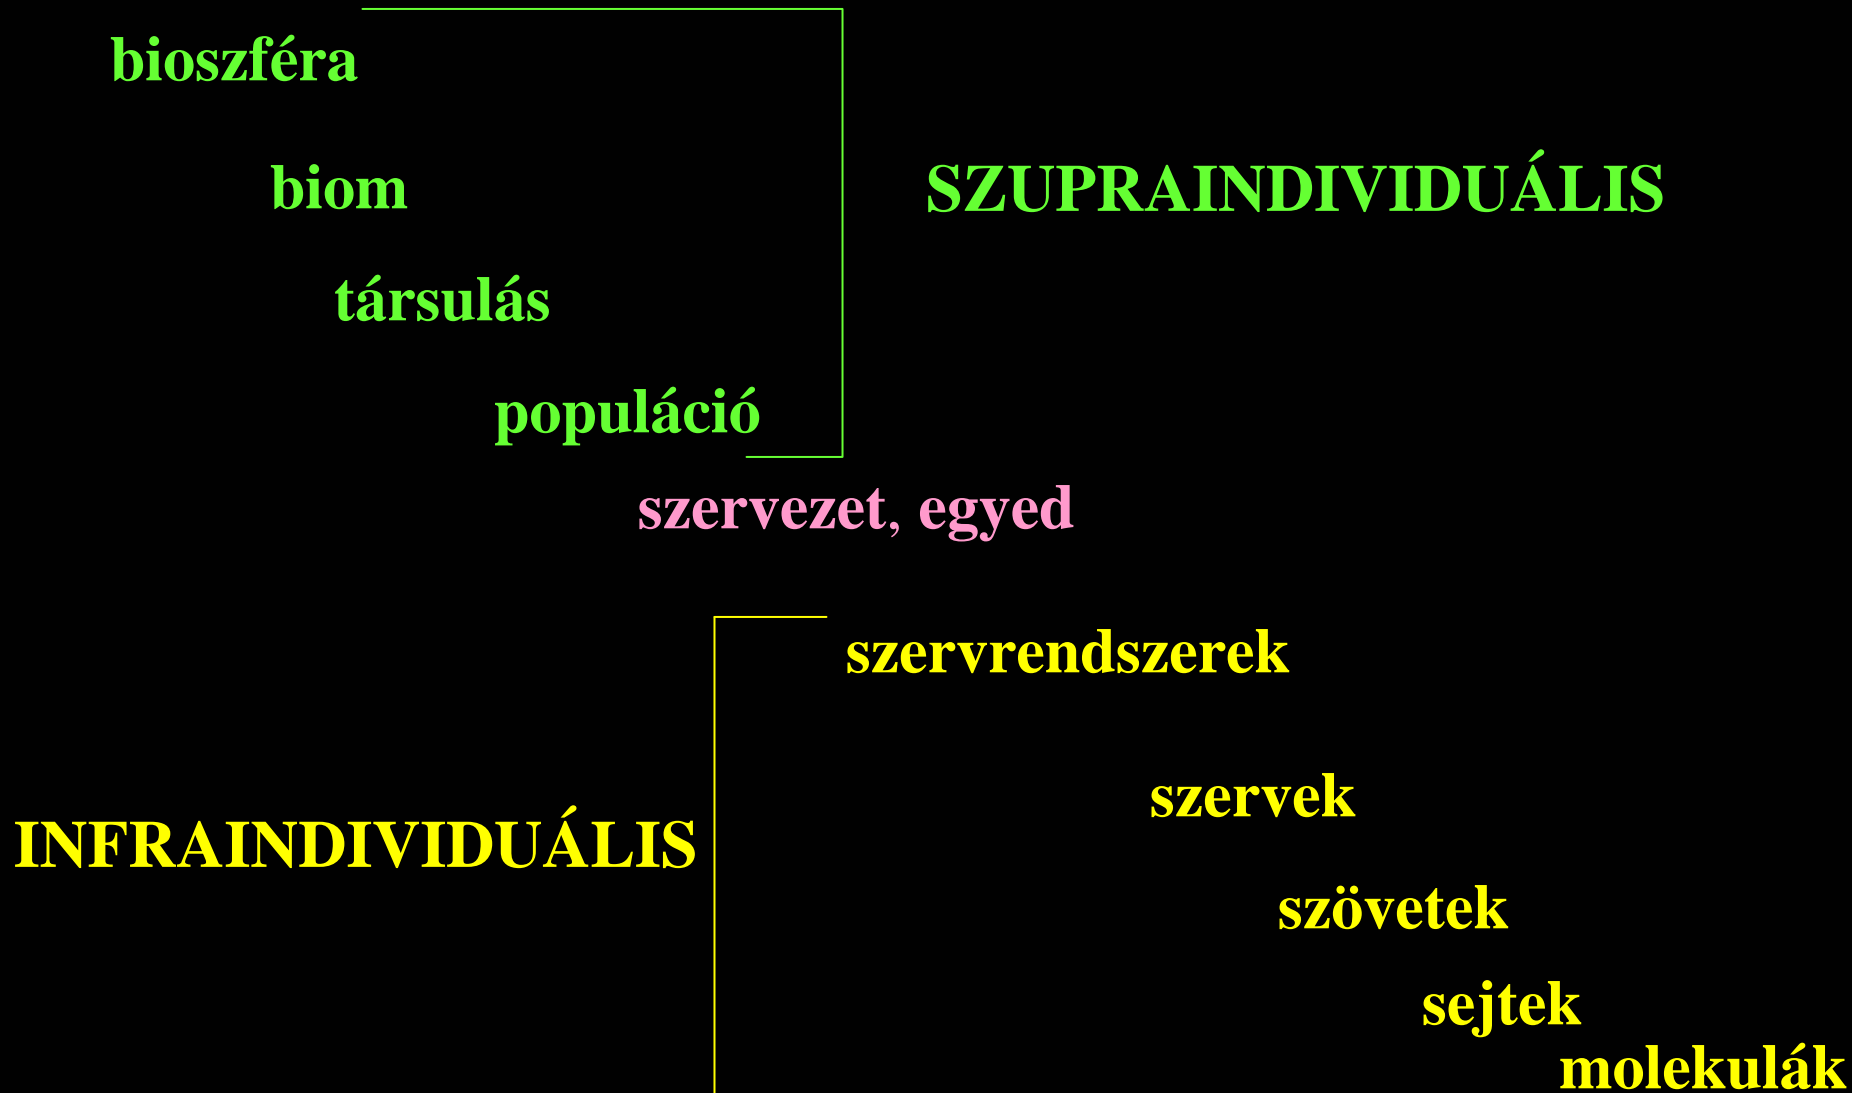 bioszféra
biom
SZUPRAINDIVIDUÁLIS
társulás
populáció
szervezet, egyed
szervrendszerek
szervek
INFRAINDIVIDUÁLIS
szövetek
sejtek
molekulák